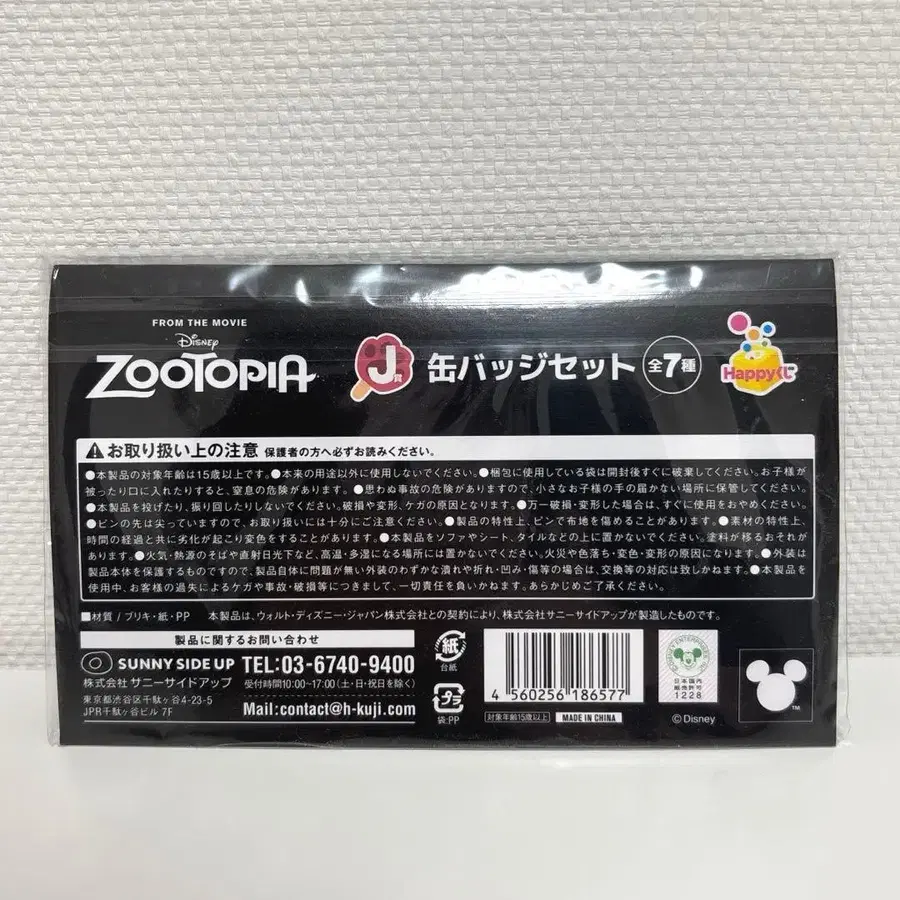 FROM THE MOVIE
Disney
ZOOTOPIA
J賞 缶バッジセット 全7種
Happyくじ
お取り扱い上の注意 保護者の方へ必ずお読みください。
●本製品の対象年齢は15歳以上です。●本来の用途以外に使用しないでください。●梱包に使用している袋は開封後すぐに破棄してください。お子様が
被ったり口に入れたりすると、窒息の危険があります。●思わぬ事故の危険がありますので、小さなお子様の手の届かない場所に保管してください。
●本製品を投げたり、振り回したりしないでください。破損や変形、ケガの原因となります。●万一破損・変形した場合は、すぐに使用をおやめください。
●ピンの先は尖っていますので、お取り扱いには十分にご注意ください。●製品の特性上、ピンで布地を傷めることがあります。●素材の特性上、
時間の経過と共に劣化が起こり変色をすることがあります。●本製品をソファやシート、タイルなどの上に置かないでください。塗料が移るおそれが
あります。●火気・熱源のそばや直射日光下など、高温・多湿になる場所には置かないでください。火災や色落ち・変色・変形の原因になります。●外装は
製品本体を保護するものですので、製品自体に問題が無い外装のわずかな潰れや折れ・凹み・傷等の場合は、交換等の対応は致しかねます。●本製品を
使用中、お客様の過失によるケガや事故・破損等につきまして、一切責任を負いかねます。あらかじめご了承ください。
■材質 / ブリキ・紙・PP 本製品は、ウォルト・ディズニー・ジャパン株式会社との契約により、株式会社サニーサイドアップが製造したものです。
製品に関するお問い合わせ
SUNNY SIDE UP
株式会社 サニーサイドアップ
東京都渋谷区千駄ヶ谷4-23-5
JPR千駄ヶ谷ビル 7F
TEL:03-6740-9400
受付時間10:00〜17:00(土・日・祝日を除く)
Mail:contact@h-kuji.com
紙
台紙
プラ
袋:PP
4 560256 186577
対象年齢15歳以上
MADE IN CHINA
日本国内
販売許可
1228
©Disney
TM